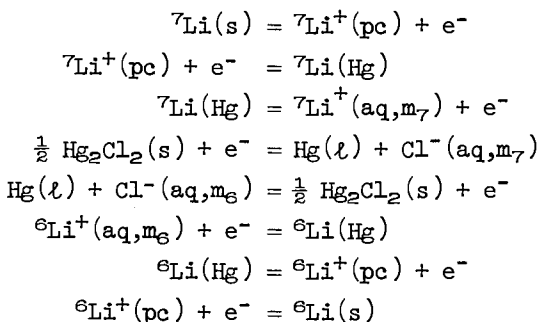 ⁷Li(s) = ⁷Li⁺(pc) + e⁻
⁷Li⁺(pc) + e⁻ = ⁷Li(Hg)
⁷Li(Hg) = ⁷Li⁺(aq,m₇) + e⁻
½ Hg₂Cl₂(s) + e⁻ = Hg(ℓ) + Cl⁻(aq,m₇)
Hg(ℓ) + Cl⁻(aq,m₆) = ½ Hg₂Cl₂(s) + e⁻
⁶Li⁺(aq,m₆) + e⁻ = ⁶Li(Hg)
⁶Li(Hg) = ⁶Li⁺(pc) + e⁻
⁶Li⁺(pc) + e⁻ = ⁶Li(s)